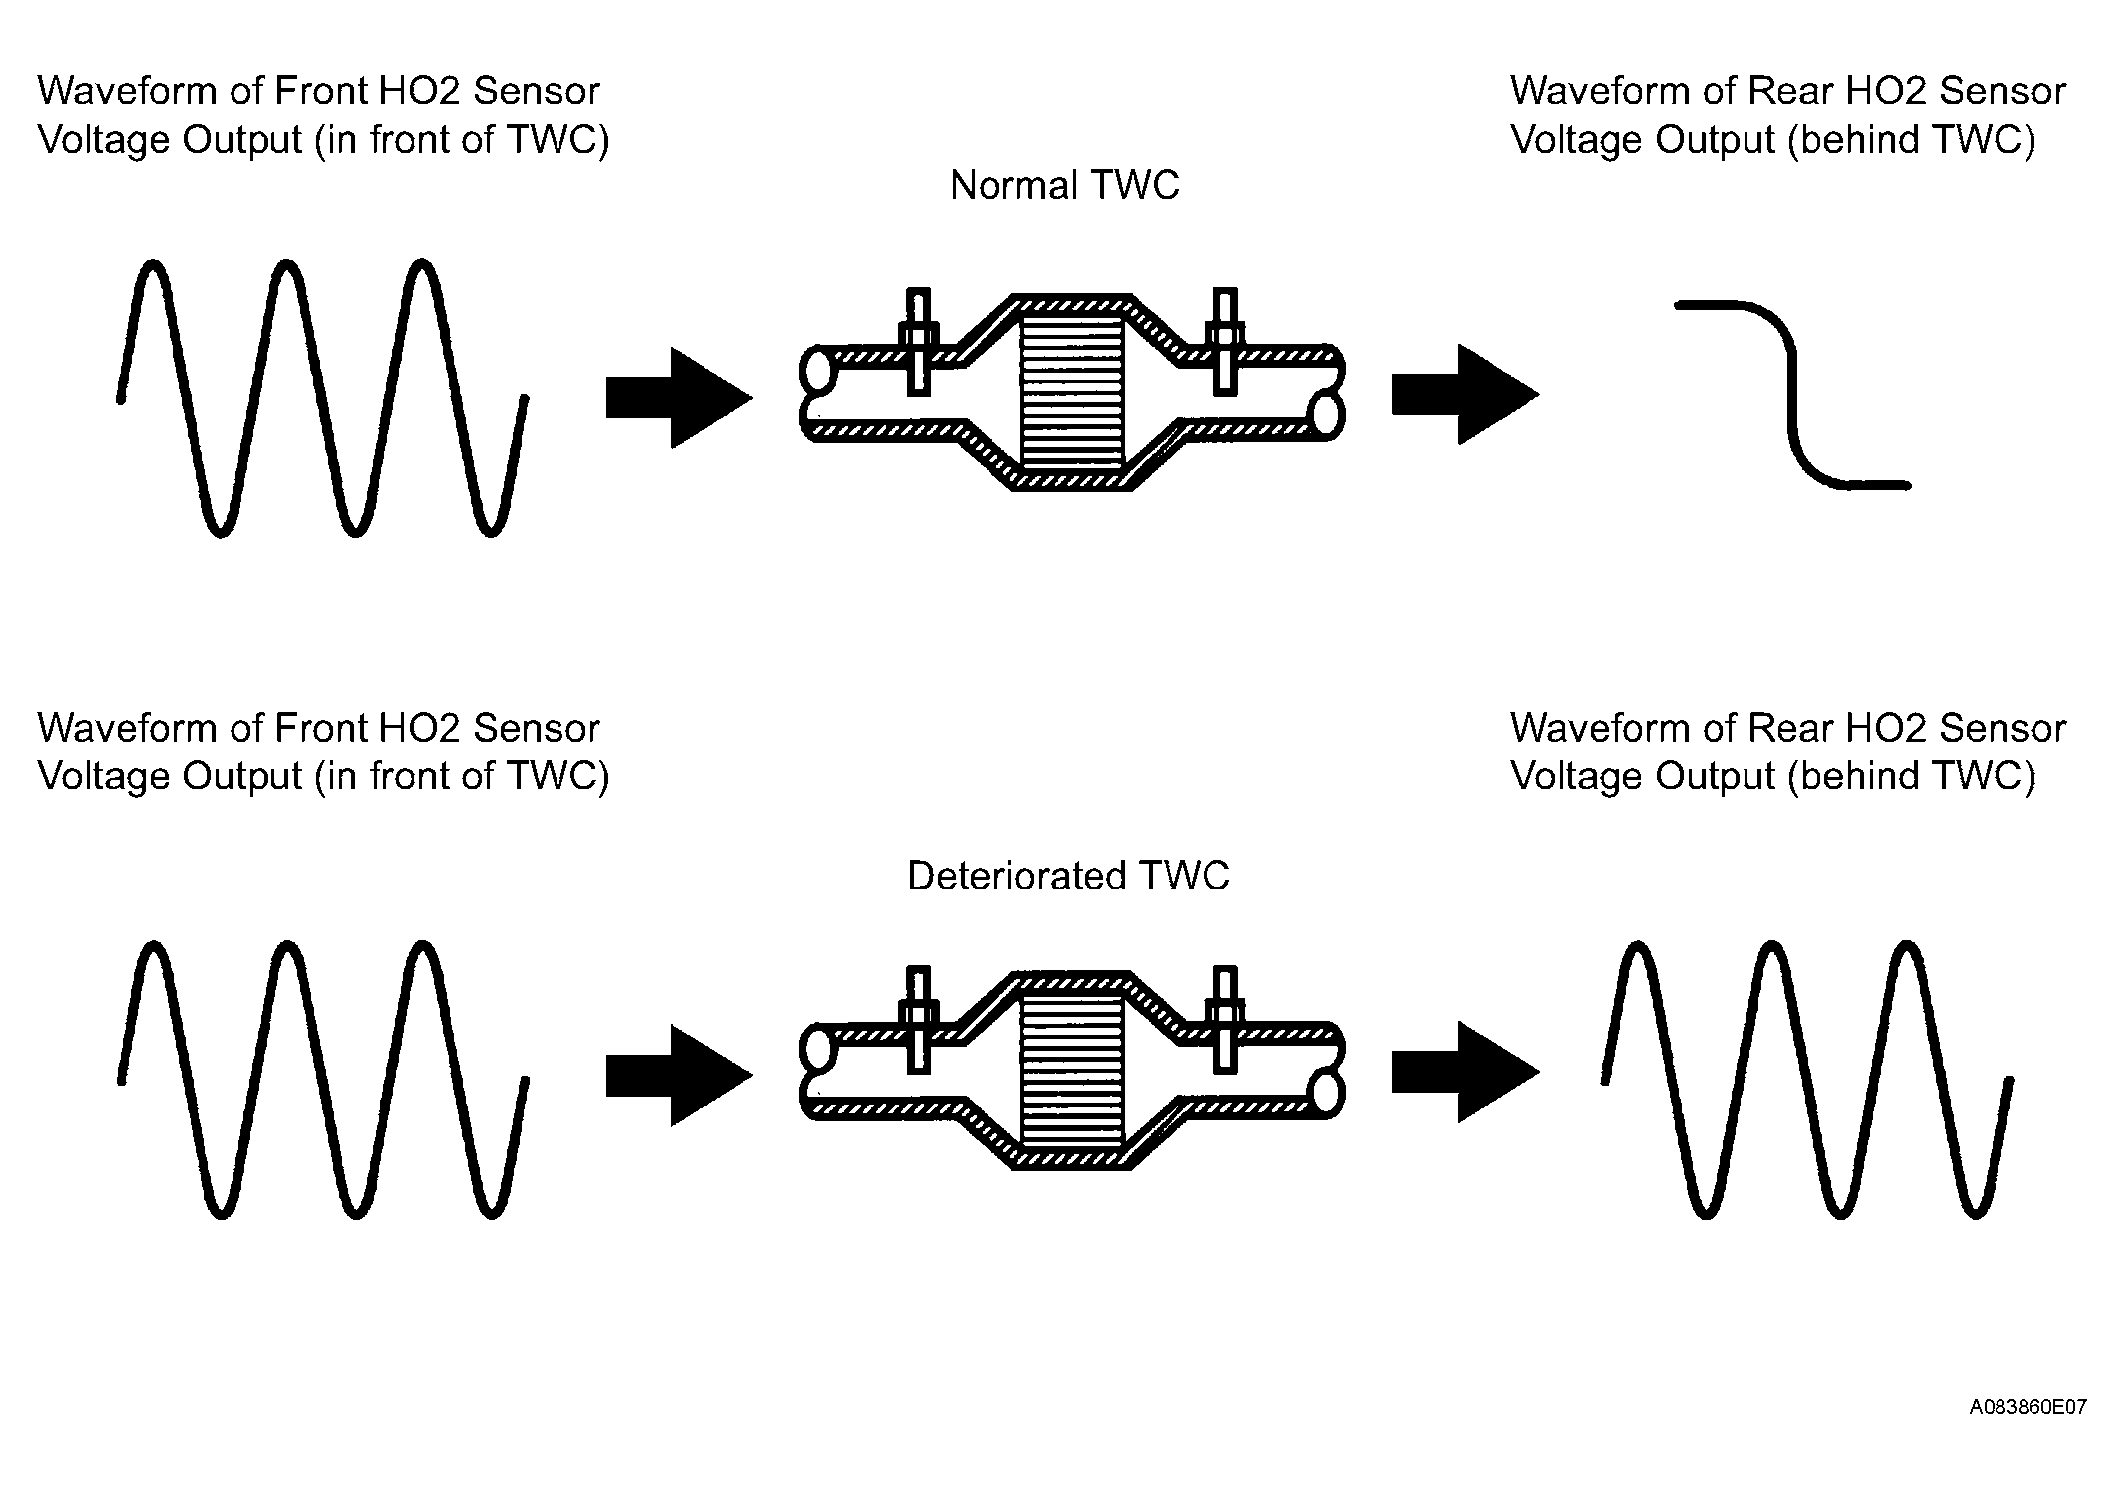 Waveform of Front HO2 Sensor
Voltage Output (in front of TWC)
Normal TWC
Waveform of Rear HO2 Sensor
Voltage Output (behind TWC)
Waveform of Front HO2 Sensor
Voltage Output (in front of TWC)
Deteriorated TWC
Waveform of Rear HO2 Sensor
Voltage Output (behind TWC)
A083860E07